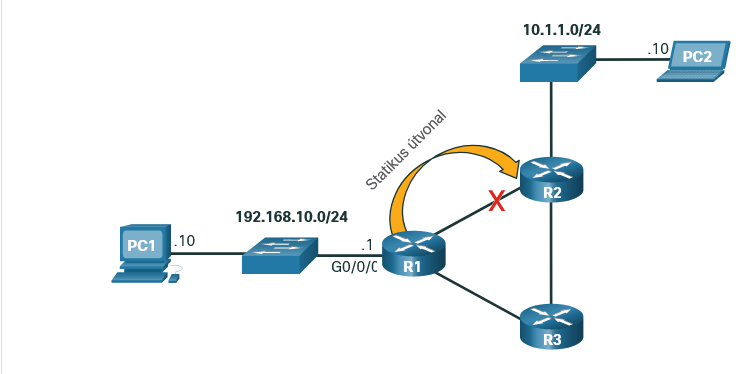 10.1.1.0/24
.10
PC2
Statikus útvonal
R2
X
192.168.10.0/24
PC1
.10
.1
G0/0/0
R1
R3